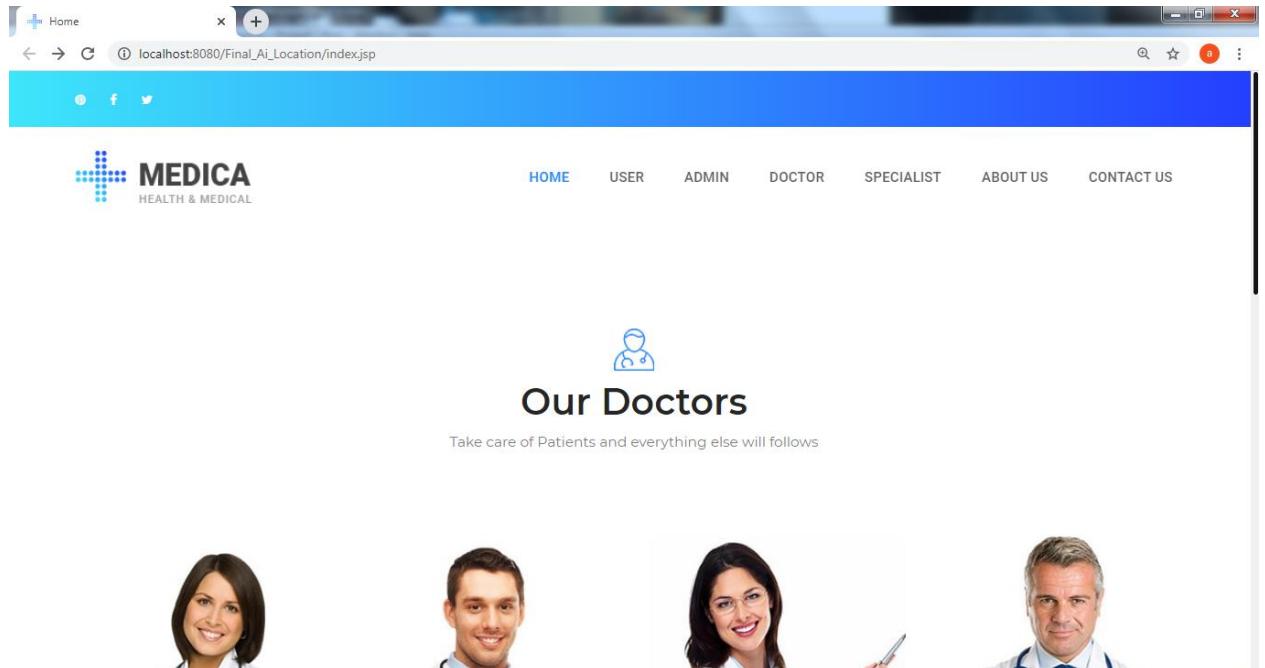 Home
localhost:8080/Final_Ai_Location/index.jsp
a
MEDICA
HEALTH & MEDICAL
HOME USER ADMIN DOCTOR SPECIALIST ABOUT US CONTACT US
Our Doctors
Take care of Patients and everything else will follows